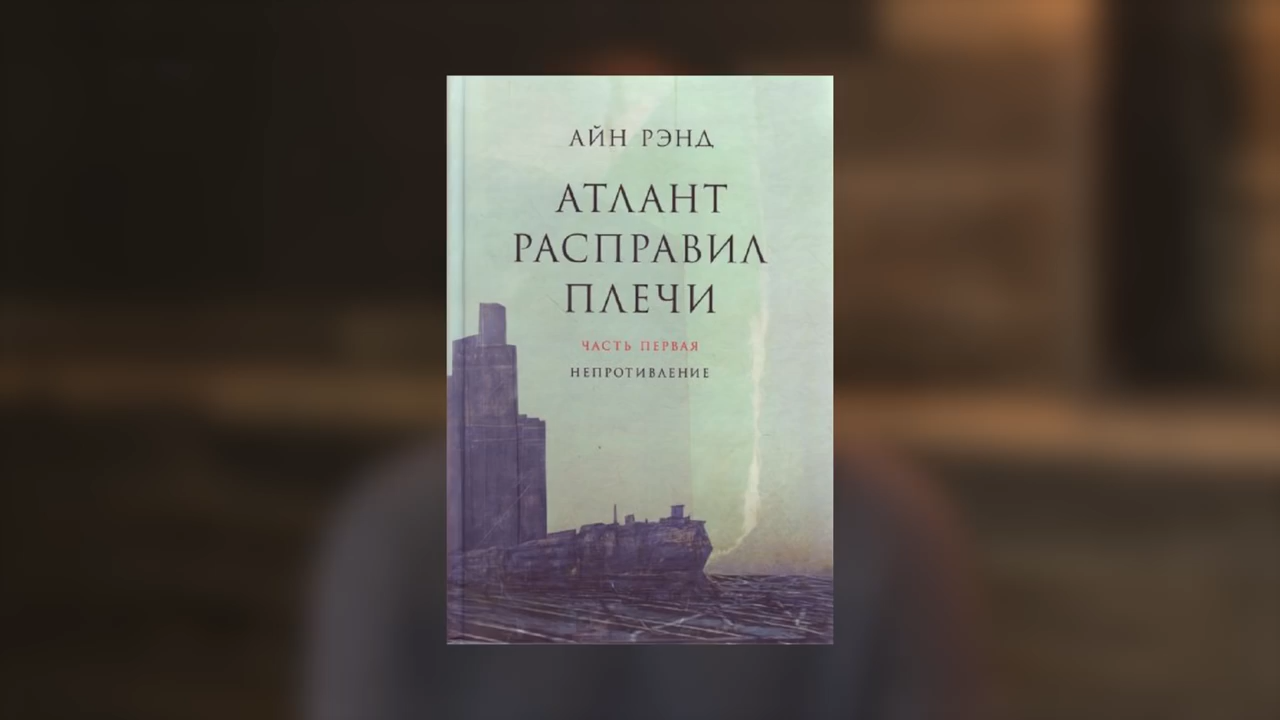 АЙН РЭНД
АТЛАНТ
РАСПРАВИЛ
ПЛЕЧИ
ЧАСТЬ ПЕРВАЯ
НЕПРОТИВЛЕНИЕ